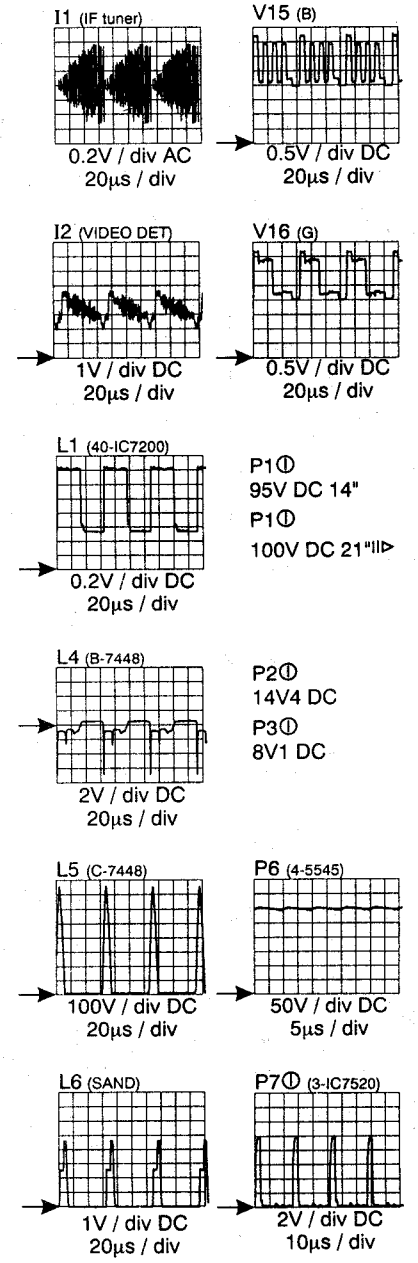 I1 (IF tuner)
0.2V / div AC
20µs / div
V15 (B)
0.5V / div DC
20µs / div
I2 (VIDEO DET)
1V / div DC
20µs / div
V16 (G)
0.5V / div DC
20µs / div
L1 (40-IC7200)
0.2V / div DC
20µs / div
P1
95V DC 14"
P1
100V DC 21"
L4 (B-7448)
2V / div DC
20µs / div
P2
14V4 DC
P3
8V1 DC
L5 (C-7448)
100V / div DC
20µs / div
P6 (4-5545)
50V / div DC
5µs / div
L6 (SAND)
1V / div DC
20µs / div
P7 (3-IC7520)
2V / div DC
10µs / div